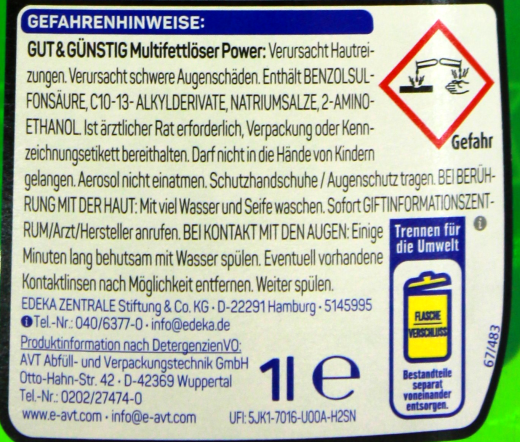 GEFAHRENHINWEISE:
GUT&GÜNSTIG Multifettlöser Power: Verursacht Hautrei-
zungen. Verursacht schwere Augenschäden. Enthält BENZOLSUL-
FONSÄURE, C10-13- ALKYLDERIVATE, NATRIUMSALZE, 2-AMINO-
ETHANOL. Ist ärztlicher Rat erforderlich, Verpackung oder Kenn-
zeichnungsetikett bereithalten. Darf nicht in die Hände von Kindern
gelangen. Aerosol nicht einatmen. Schutzhandschuhe / Augenschutz tragen. BEI BERÜH-
RUNG MIT DER HAUT: Mit viel Wasser und Seife waschen. Sofort GIFTINFORMATIONSZENT-
RUM/Arzt/Hersteller anrufen. BEI KONTAKT MIT DEN AUGEN: Einige
Minuten lang behutsam mit Wasser spülen. Eventuell vorhandene
Kontaktlinsen nach Möglichkeit entfernen. Weiter spülen.
EDEKA ZENTRALE Stiftung & Co. KG · D-22291 Hamburg · 5145995
Tel.-Nr.: 040/6377-0 · info@edeka.de
Produktinformation nach DetergenzienVO:
AVT Abfüll- und Verpackungstechnik GmbH
Otto-Hahn-Str. 42 · D-42369 Wuppertal
Tel.-Nr.: 0202/27474-0
www.e-avt.com · info@e-avt.com
1l e
UFI: 5JK1-7016-U00A-H2SN
Gefahr
Trennen für
die Umwelt
FLASCHE
VERSCHLUSS
Bestandteile
separat
voneinander
entsorgen.
67/483